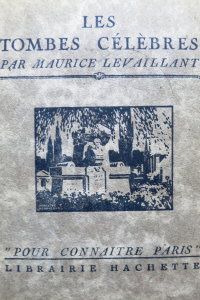 LES
TOMBES CÉLÈBRES
PAR MAURICE LEVAILLANT
"POUR CONNAITRE PARIS"
LIBRAIRIE HACHETTE